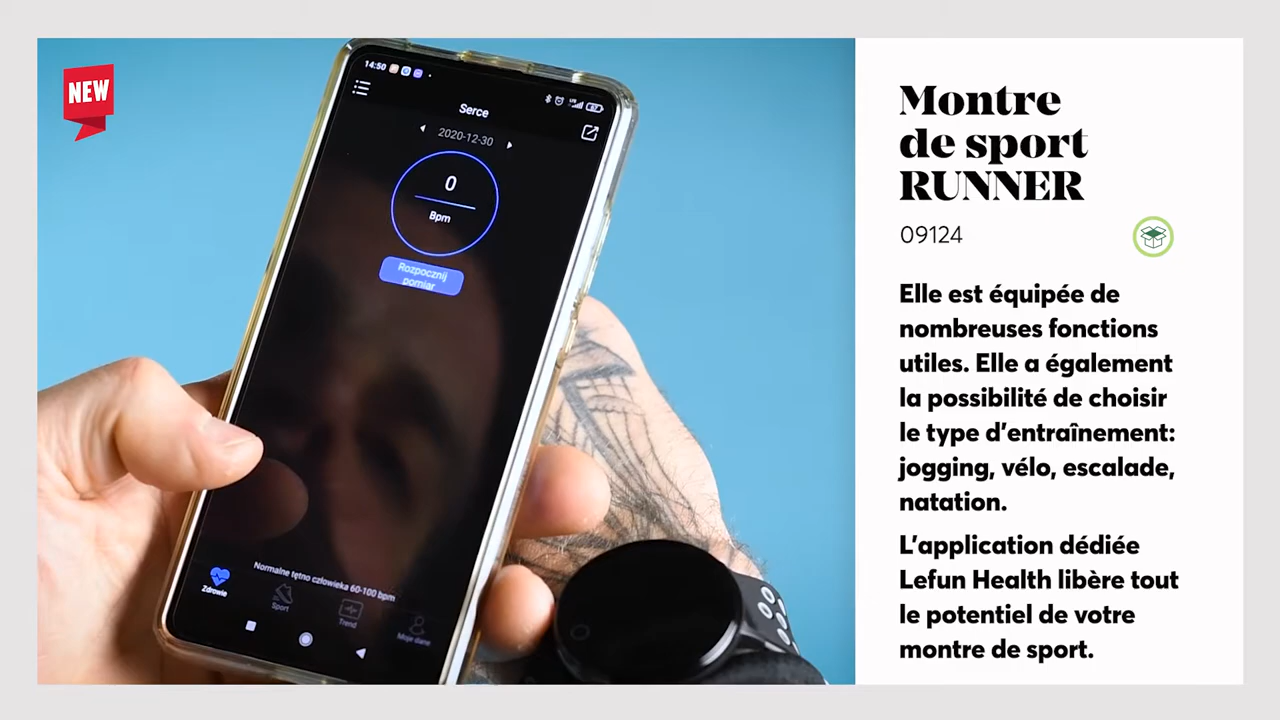 NEW
14:50
Serce
2020-12-30
0
Bpm
Rozpocznij
pomiar
Normalne tętno człowieka 60-100 bpm
Zdrowie
Sport
Trend
Moje dane
Montre
de sport
RUNNER
09124
Elle est équipée de
nombreuses fonctions
utiles. Elle a également
la possibilité de choisir
le type d'entraînement:
jogging, vélo, escalade,
natation.
L'application dédiée
Lefun Health libère tout
le potentiel de votre
montre de sport.